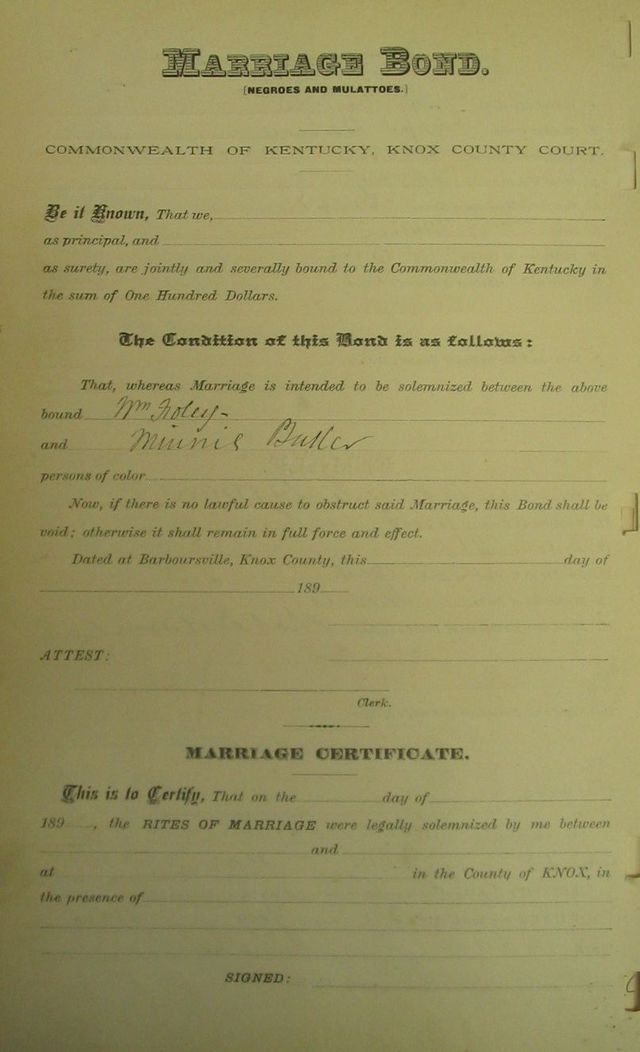 MARRIAGE BOND.
[NEGROES AND MULATTOES.]
COMMONWEALTH OF KENTUCKY, KNOX COUNTY COURT.
Be it Known, That we,
as principal, and
as surety, are jointly and severally bound to the Commonwealth of Kentucky in
the sum of One Hundred Dollars.
The Condition of this Bond is as follows:
That, whereas Marriage is intended to be solemnized between the above
bound Wm Foley-
and Minnie Butler
persons of color
Now, if there is no lawful cause to obstruct said Marriage, this Bond shall be
void; otherwise it shall remain in full force and effect.
Dated at Barboursville, Knox County, this day of
189
ATTEST:
Clerk.
MARRIAGE CERTIFICATE.
This is to Certify, That on the day of
189 , the RITES OF MARRIAGE were legally solemnized by me between
and
at in the County of KNOX, in
the presence of
SIGNED: